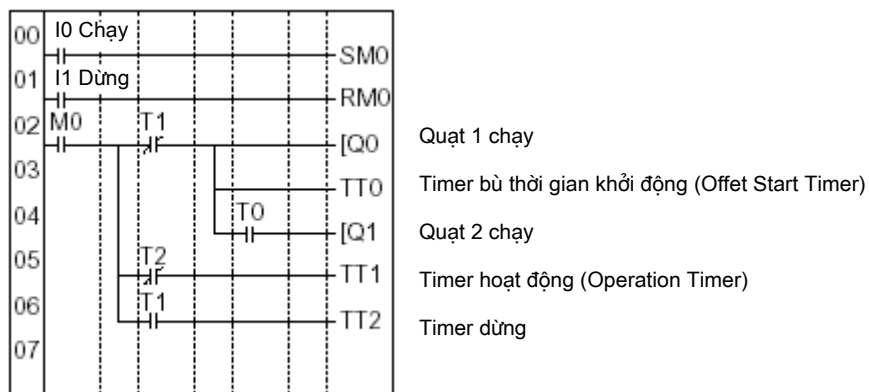 00 I0 Chạy
SM0
01 I1 Dừng
RM0
02 M0 T1
[Q0 Quạt 1 chạy
03
TT0 Timer bù thời gian khởi động (Offet Start Timer)
04 T0
[Q1 Quạt 2 chạy
05 T2
TT1 Timer hoạt động (Operation Timer)
06 T1
TT2 Timer dừng
07